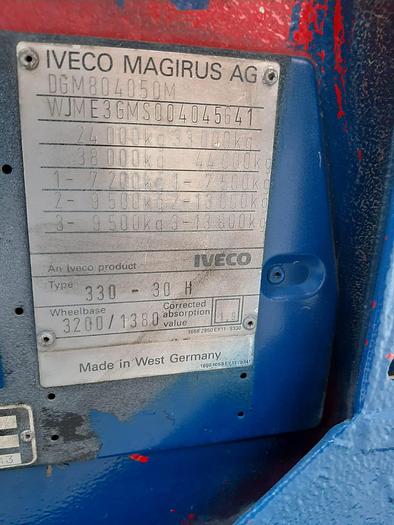 IVECO MAGIRUS AG
DGM804050M
WJME3GMS004045641
24 000kg 33 000kg
38 000kg 44 000kg
1- 7 200kg 1- 7 500kg
2- 9 500kg 2-13 000kg
3- 9 500kg 3-13 000kg
An Iveco product IVECO
Type 330 - 30 H
Wheelbase 3200/1380 Corrected absorption value
Made in West Germany